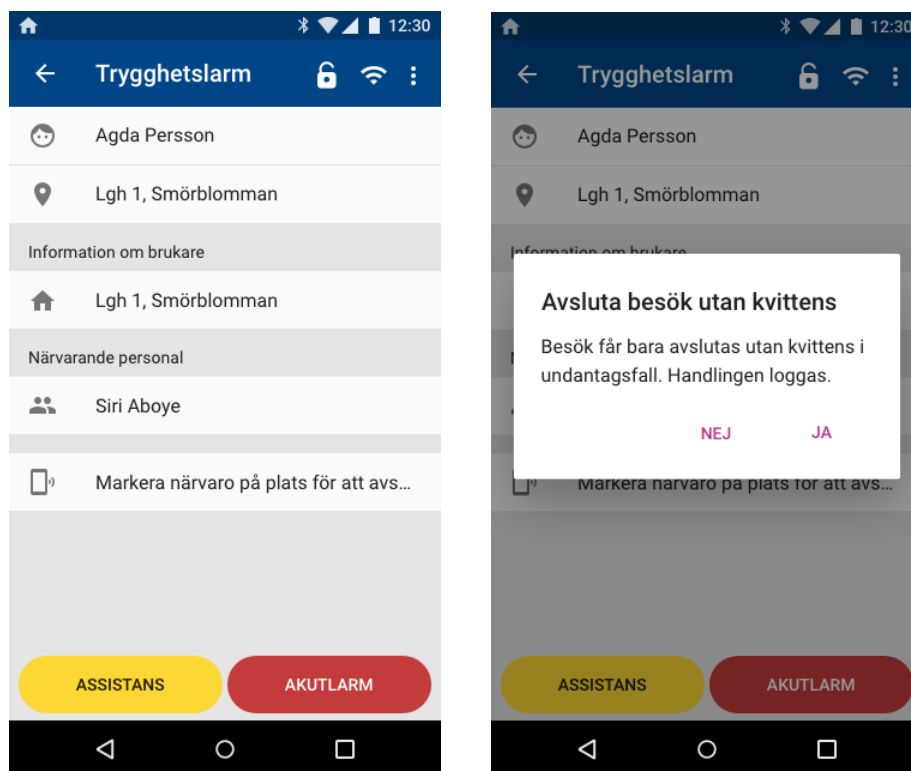 12:30
Trygghetslarm
Agda Persson
Lgh 1, Smörblomman
Information om brukare
Lgh 1, Smörblomman
Närvarande personal
Siri Aboye
Markera närvaro på plats för att avs...
ASSISTANS
AKUTLARM
12:30
Trygghetslarm
Agda Persson
Lgh 1, Smörblomman
Information om brukare
Avsluta besök utan kvittens
Besök får bara avslutas utan kvittens i
undantagsfall. Handlingen loggas.
NEJ
JA
Markera närvaro på plats för att avs...
ASSISTANS
AKUTLARM